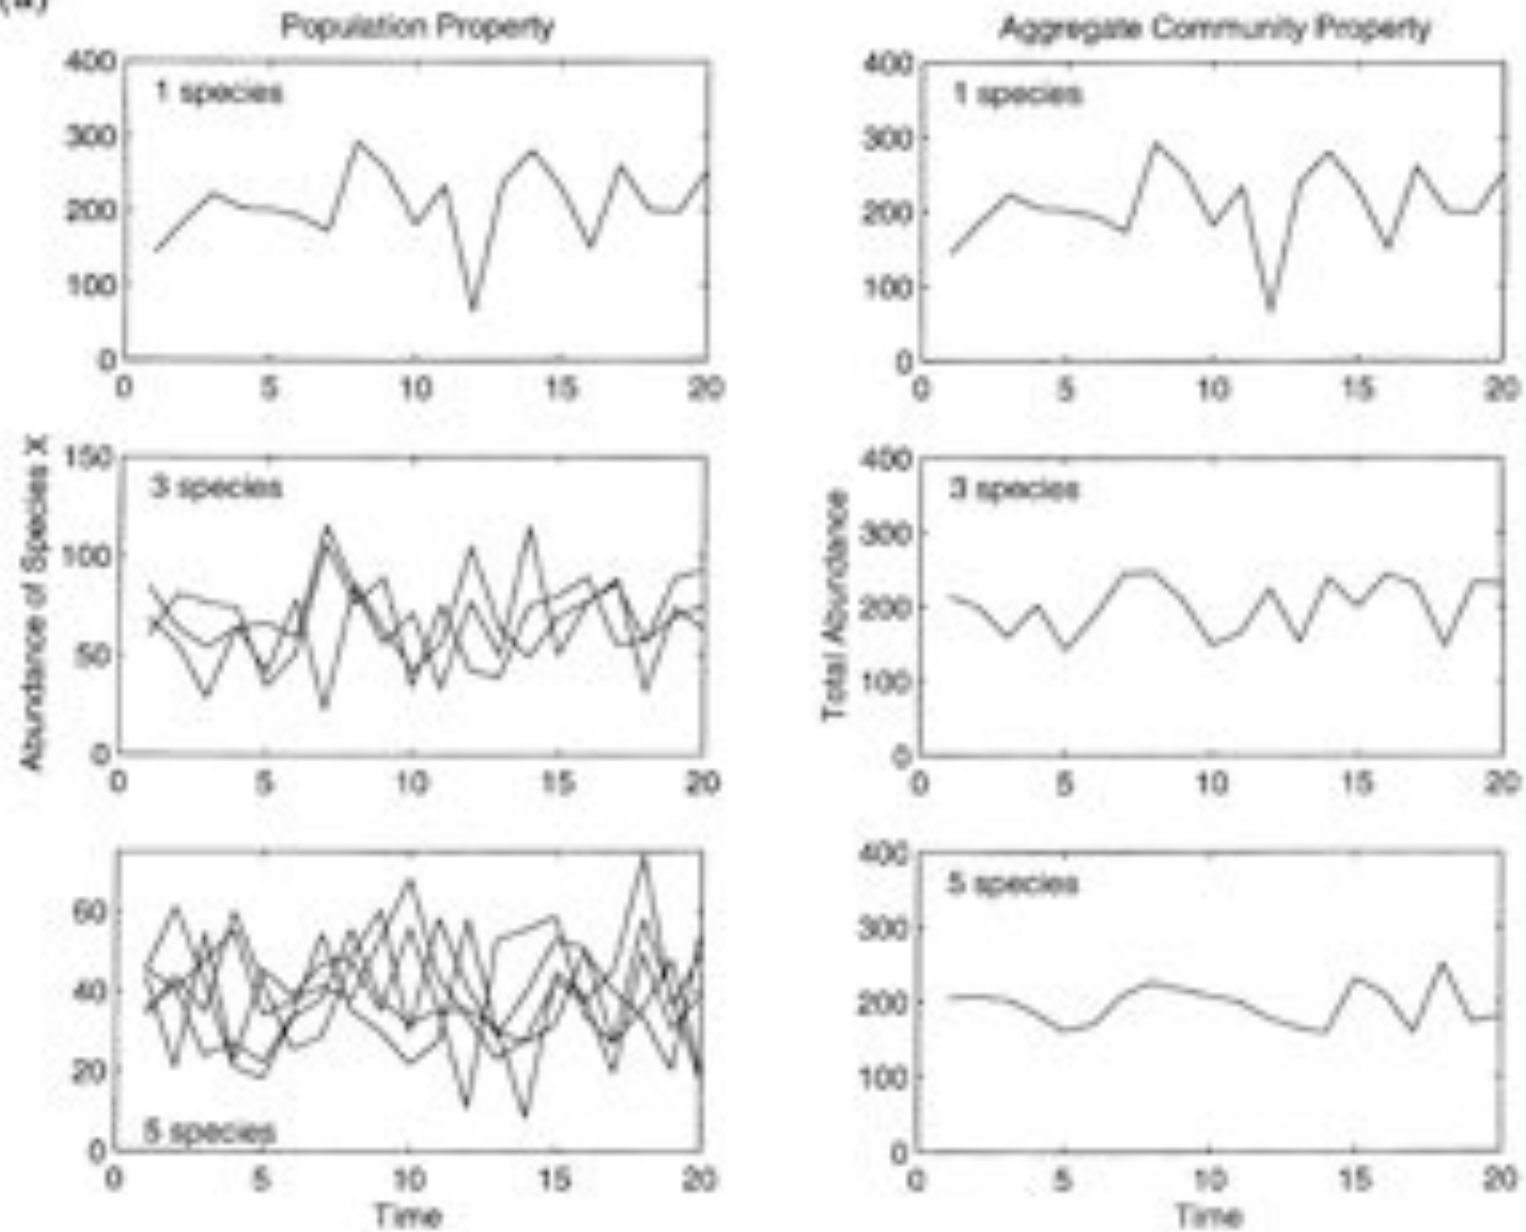 (a)
Population Property
Aggregate Community Property
400
300
200
100
0
1 species
0 5 10 15 20
400
300
200
100
0
1 species
0 5 10 15 20
Abundance of Species X
150
100
50
0
3 species
0 5 10 15 20
Total Abundance
400
300
200
100
0
3 species
0 5 10 15 20
60
40
20
0
5 species
0 5 10 15 20
Time
400
300
200
100
0
5 species
0 5 10 15 20
Time